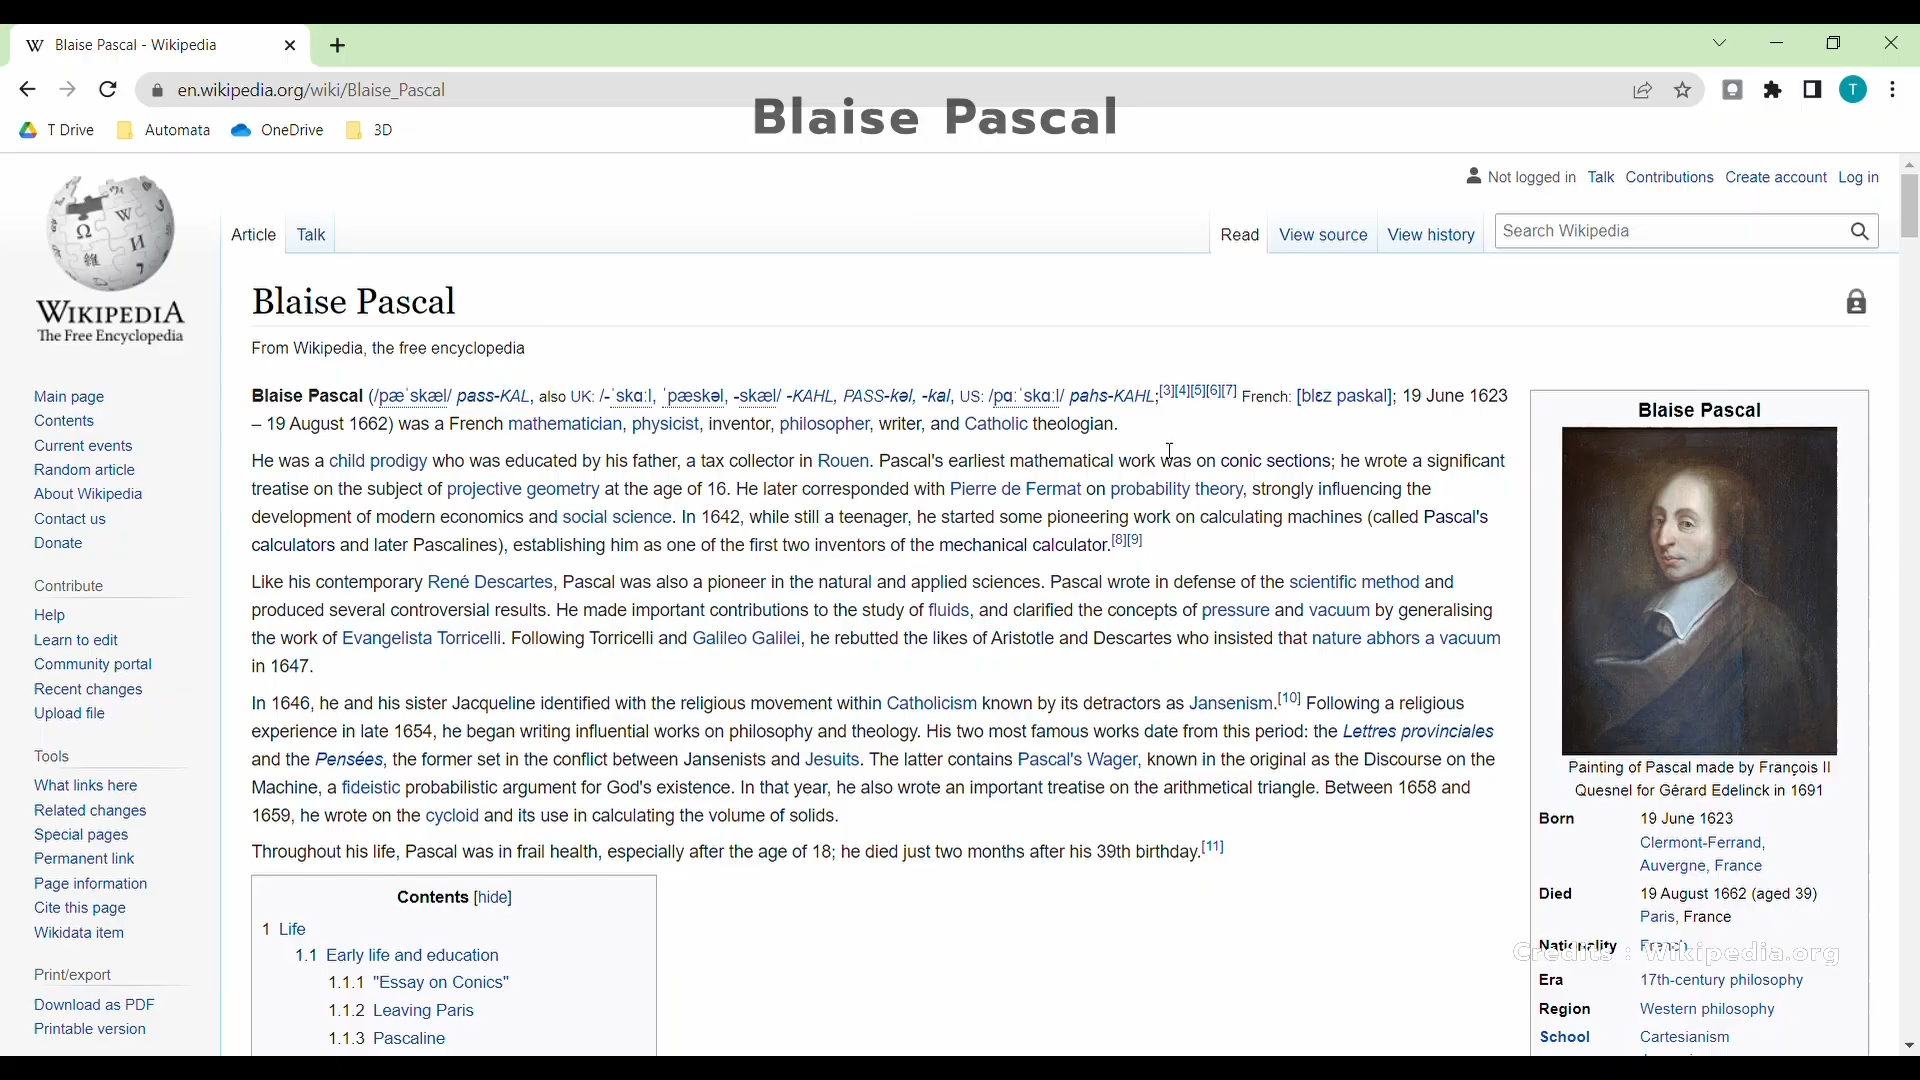 Blaise Pascal - Wikipedia
en.wikipedia.org/wiki/Blaise_Pascal
T
Blaise Pascal
T Drive Automata OneDrive 3D
Not logged in Talk Contributions Create account Log in
Article Talk Read View source View history Search Wikipedia
WIKIPEDIA
The Free Encyclopedia
Main page
Contents
Current events
Random article
About Wikipedia
Contact us
Donate
Contribute
Help
Learn to edit
Community portal
Recent changes
Upload file
Tools
What links here
Related changes
Special pages
Permanent link
Page information
Cite this page
Wikidata item
Print/export
Download as PDF
Printable version
Blaise Pascal
From Wikipedia, the free encyclopedia
Blaise Pascal (/pæˈskæl/ pass-KAL, also UK: /-ˈskɑːl, ˈpæskəl, -skæl/ -KAHL, PASS-kəl, -kal, US: /pɑːˈskɑːl/ pahs-KAHL;[3][4][5][6][7] French: [blɛz paskal]; 19 June 1623
– 19 August 1662) was a French mathematician, physicist, inventor, philosopher, writer, and Catholic theologian.
He was a child prodigy who was educated by his father, a tax collector in Rouen. Pascal's earliest mathematical work was on conic sections; he wrote a significant
treatise on the subject of projective geometry at the age of 16. He later corresponded with Pierre de Fermat on probability theory, strongly influencing the
development of modern economics and social science. In 1642, while still a teenager, he started some pioneering work on calculating machines (called Pascal's
calculators and later Pascalines), establishing him as one of the first two inventors of the mechanical calculator.[8][9]
Like his contemporary René Descartes, Pascal was also a pioneer in the natural and applied sciences. Pascal wrote in defense of the scientific method and
produced several controversial results. He made important contributions to the study of fluids, and clarified the concepts of pressure and vacuum by generalising
the work of Evangelista Torricelli. Following Torricelli and Galileo Galilei, he rebutted the likes of Aristotle and Descartes who insisted that nature abhors a vacuum
in 1647.
In 1646, he and his sister Jacqueline identified with the religious movement within Catholicism known by its detractors as Jansenism.[10] Following a religious
experience in late 1654, he began writing influential works on philosophy and theology. His two most famous works date from this period: the Lettres provinciales
and the Pensées, the former set in the conflict between Jansenists and Jesuits. The latter contains Pascal's Wager, known in the original as the Discourse on the
Machine, a fideistic probabilistic argument for God's existence. In that year, he also wrote an important treatise on the arithmetical triangle. Between 1658 and
1659, he wrote on the cycloid and its use in calculating the volume of solids.
Throughout his life, Pascal was in frail health, especially after the age of 18; he died just two months after his 39th birthday.[11]
Contents [hide]
1 Life
1.1 Early life and education
1.1.1 "Essay on Conics"
1.1.2 Leaving Paris
1.1.3 Pascaline
Blaise Pascal
Painting of Pascal made by François II
Quesnel for Gérard Edelinck in 1691
Born 19 June 1623
Clermont-Ferrand,
Auvergne, France
Died 19 August 1662 (aged 39)
Paris, France
Nationality French
Credits : Wikipedia.org
Era 17th-century philosophy
Region Western philosophy
School Cartesianism